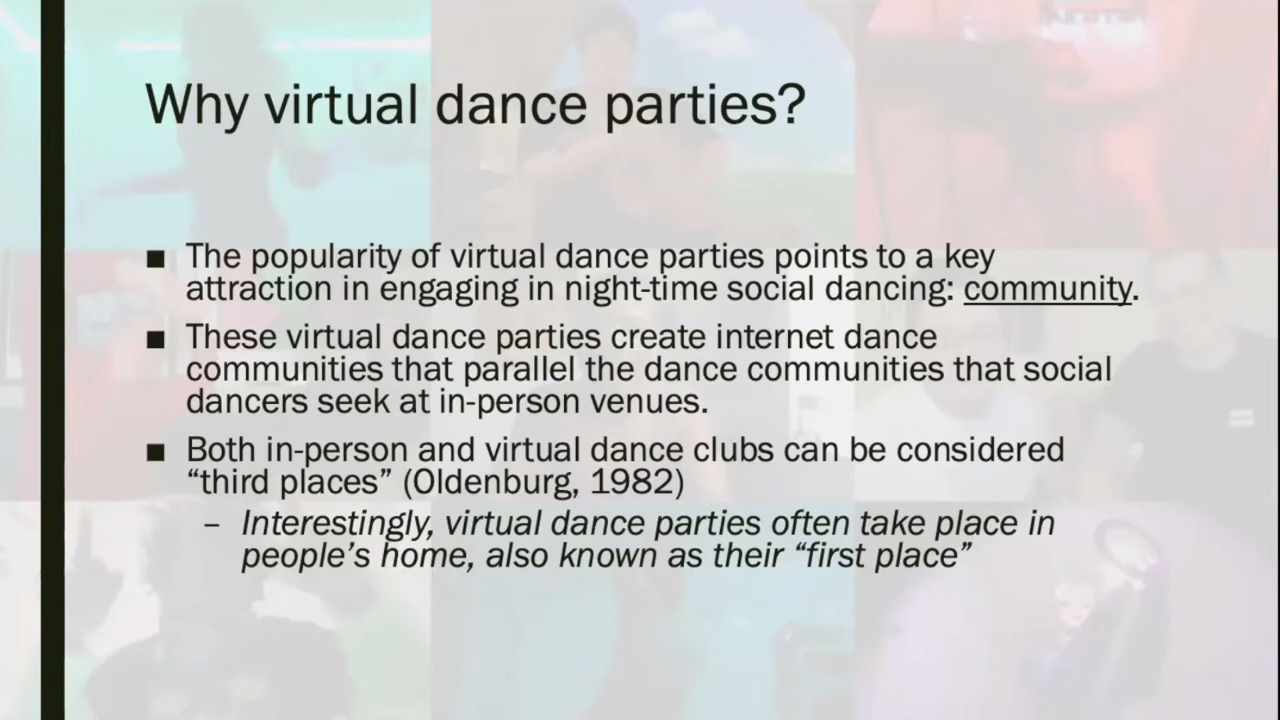 Why virtual dance parties?
■ The popularity of virtual dance parties points to a key
attraction in engaging in night-time social dancing: community.
■ These virtual dance parties create internet dance
communities that parallel the dance communities that social
dancers seek at in-person venues.
■ Both in-person and virtual dance clubs can be considered
“third places” (Oldenburg, 1982)
– Interestingly, virtual dance parties often take place in
people’s home, also known as their “first place”